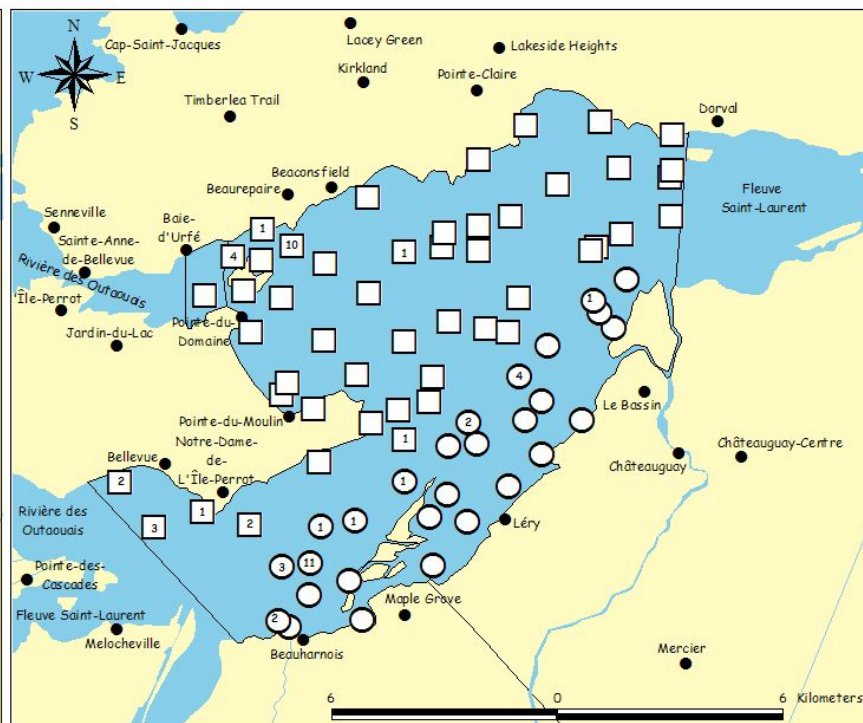 N
W E
S
Cap-Saint-Jacques
Lacey Green
Lakeside Heights
Kirkland
Pointe-Claire
Timberlea Trail
Dorval
Beaconsfield
Beaurepaire
Fleuve
Saint-Laurent
Senneville
Baie-
d'Urfé
Sainte-Anne-
de-Bellevue
Rivière des Outaouais
'Île-Perrot
Jardin-du-Lac
Pointe-du-
Domaine
1
10
4
1
1
4
2
1
Le Bassin
Pointe-du-Moulin
Notre-Dame-
de-
L'Île-Perrot
Bellevue
Châteauguay
Châteauguay-Centre
2
1
3
1
2
1
1
Rivière des
Outaouais
Léry
3
11
Pointe-des-
Cascades
Maple Grove
Fleuve Saint-Laurent
Melocheville
2
Beauharnois
Mercier
6 0 6 Kilometers